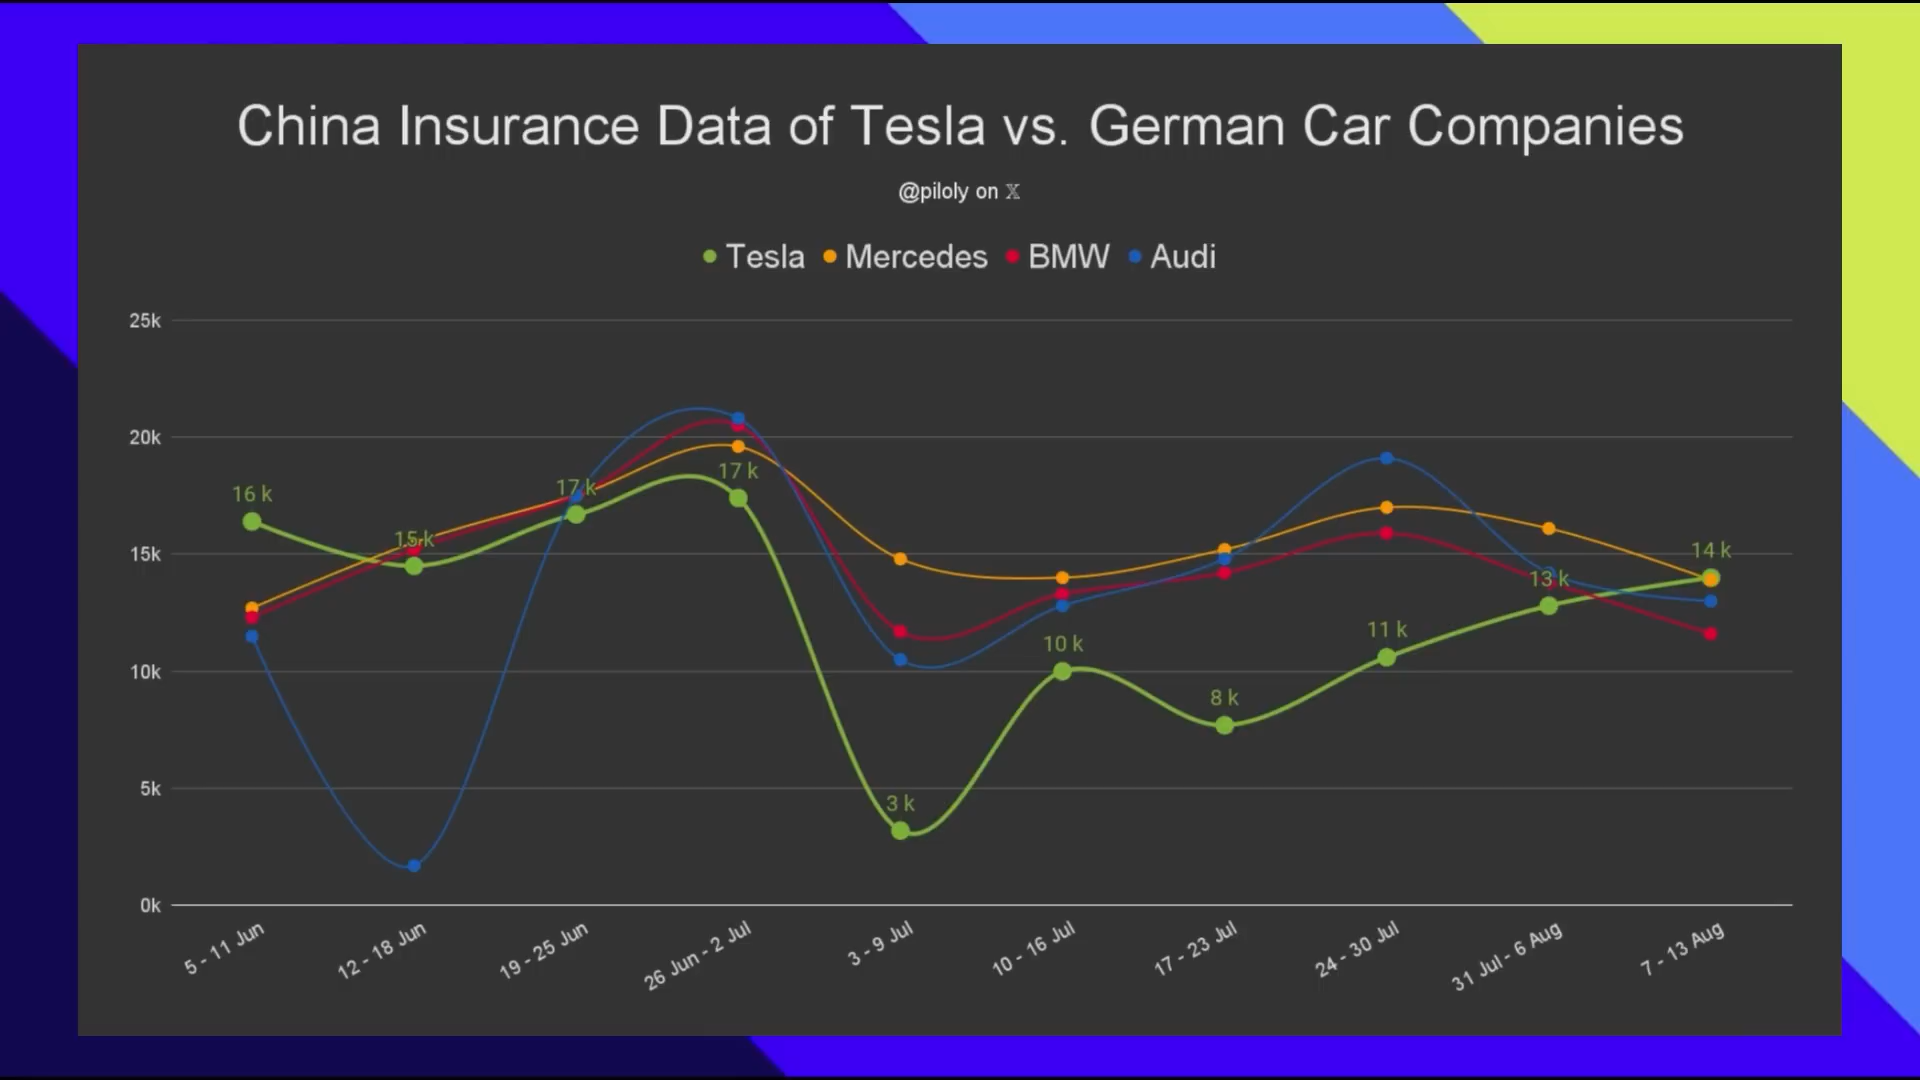 China Insurance Data of Tesla vs. German Car Companies
@piloly on 𝕏
Tesla Mercedes BMW Audi
25k
20k
15k
10k
5k
0k
16 k
15 k
17 k
17 k
3 k
10 k
8 k
11 k
13 k
14 k
5 - 11 Jun
12 - 18 Jun
19 - 25 Jun
26 Jun - 2 Jul
3 - 9 Jul
10 - 16 Jul
17 - 23 Jul
24 - 30 Jul
31 Jul - 6 Aug
7 - 13 Aug